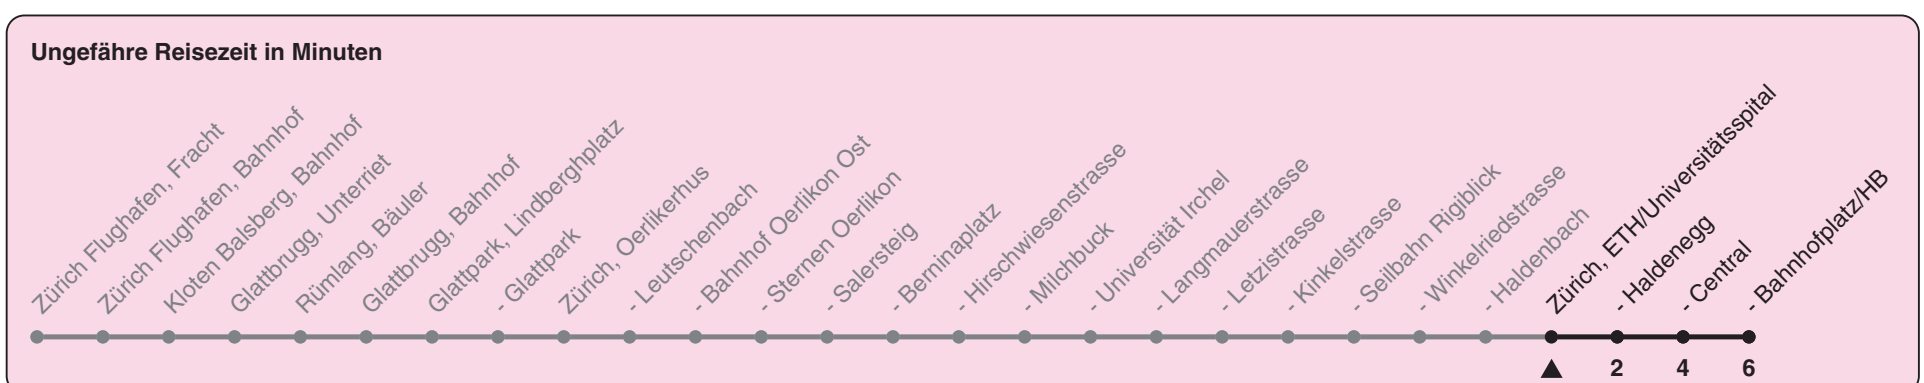 Ungefähre Reisezeit in Minuten
Zürich Flughafen, Fracht
Zürich Flughafen, Bahnhof
Kloten Balsberg, Bahnhof
Glattbrugg, Unterriet
Rümlang, Bäuler
Glattbrugg, Bahnhof
Glattpark, Lindberghplatz
- Glattpark
Zürich, Oerlikerhus
- Leutschenbach
- Bahnhof Oerlikon Ost
- Sternen Oerlikon
- Salersteig
- Berninaplatz
- Hirschwiesenstrasse
- Milchbuck
- Universität Irchel
- Langmauerstrasse
- Letzistrasse
- Kinkelstrasse
- Seilbahn Rigiblick
- Winkelriedstrasse
- Haldenbach
Zürich, ETH/Universitätsspital
- Haldenegg
- Central
- Bahnhofplatz/HB
2 4 6